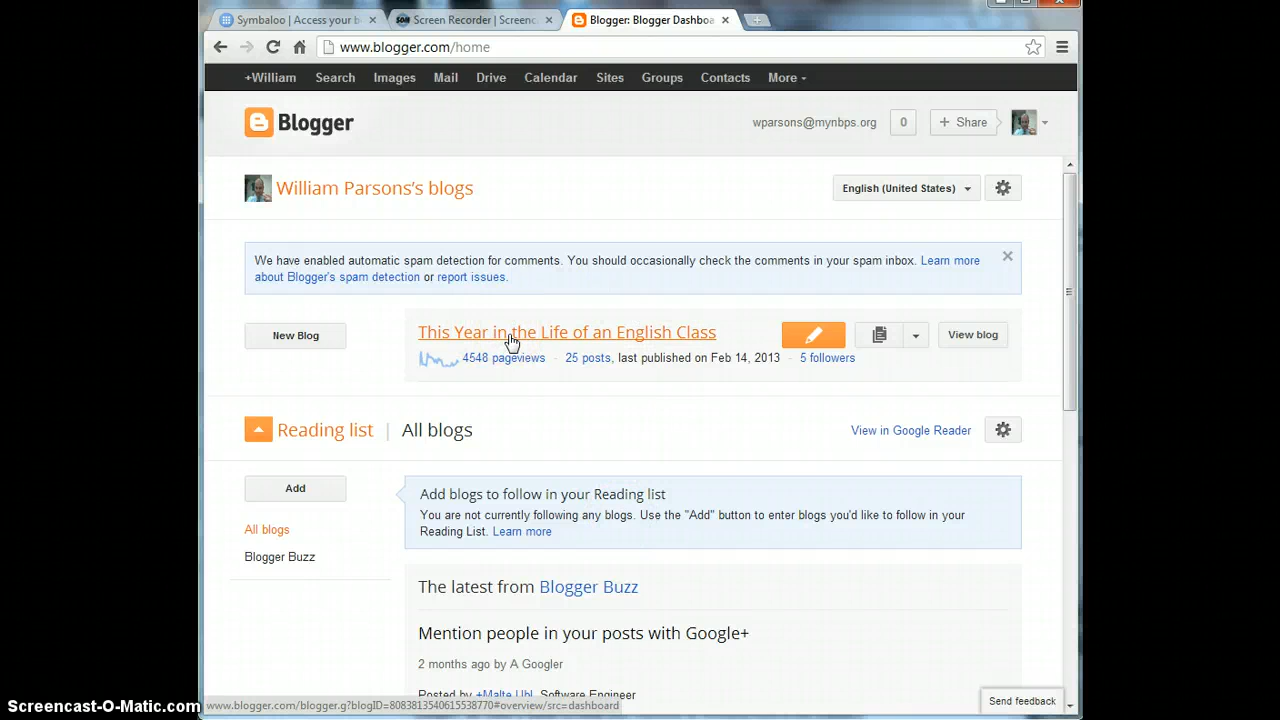 Symbaloo | Access your b
Screen Recorder | Screenc
Blogger: Blogger Dashboa
www.blogger.com/home
+William Search Images Mail Drive Calendar Sites Groups Contacts More
Blogger
wparsons@mynbps.org 0 + Share
William Parsons's blogs
English (United States)
We have enabled automatic spam detection for comments. You should occasionally check the comments in your spam inbox. Learn more
about Blogger's spam detection or report issues.
New Blog
This Year in the Life of an English Class
View blog
4548 pageviews · 25 posts, last published on Feb 14, 2013 · 5 followers
Reading list | All blogs
View in Google Reader
Add
Add blogs to follow in your Reading list
You are not currently following any blogs. Use the "Add" button to enter blogs you'd like to follow in your
Reading List. Learn more
All blogs
Blogger Buzz
The latest from Blogger Buzz
Mention people in your posts with Google+
2 months ago by A Googler
Posted by +Malte Ubl, Software Engineer
Send feedback
www.blogger.com/blogger.g?blogID=8083813540615538770#overview/src=dashboard
Screencast-O-Matic.com